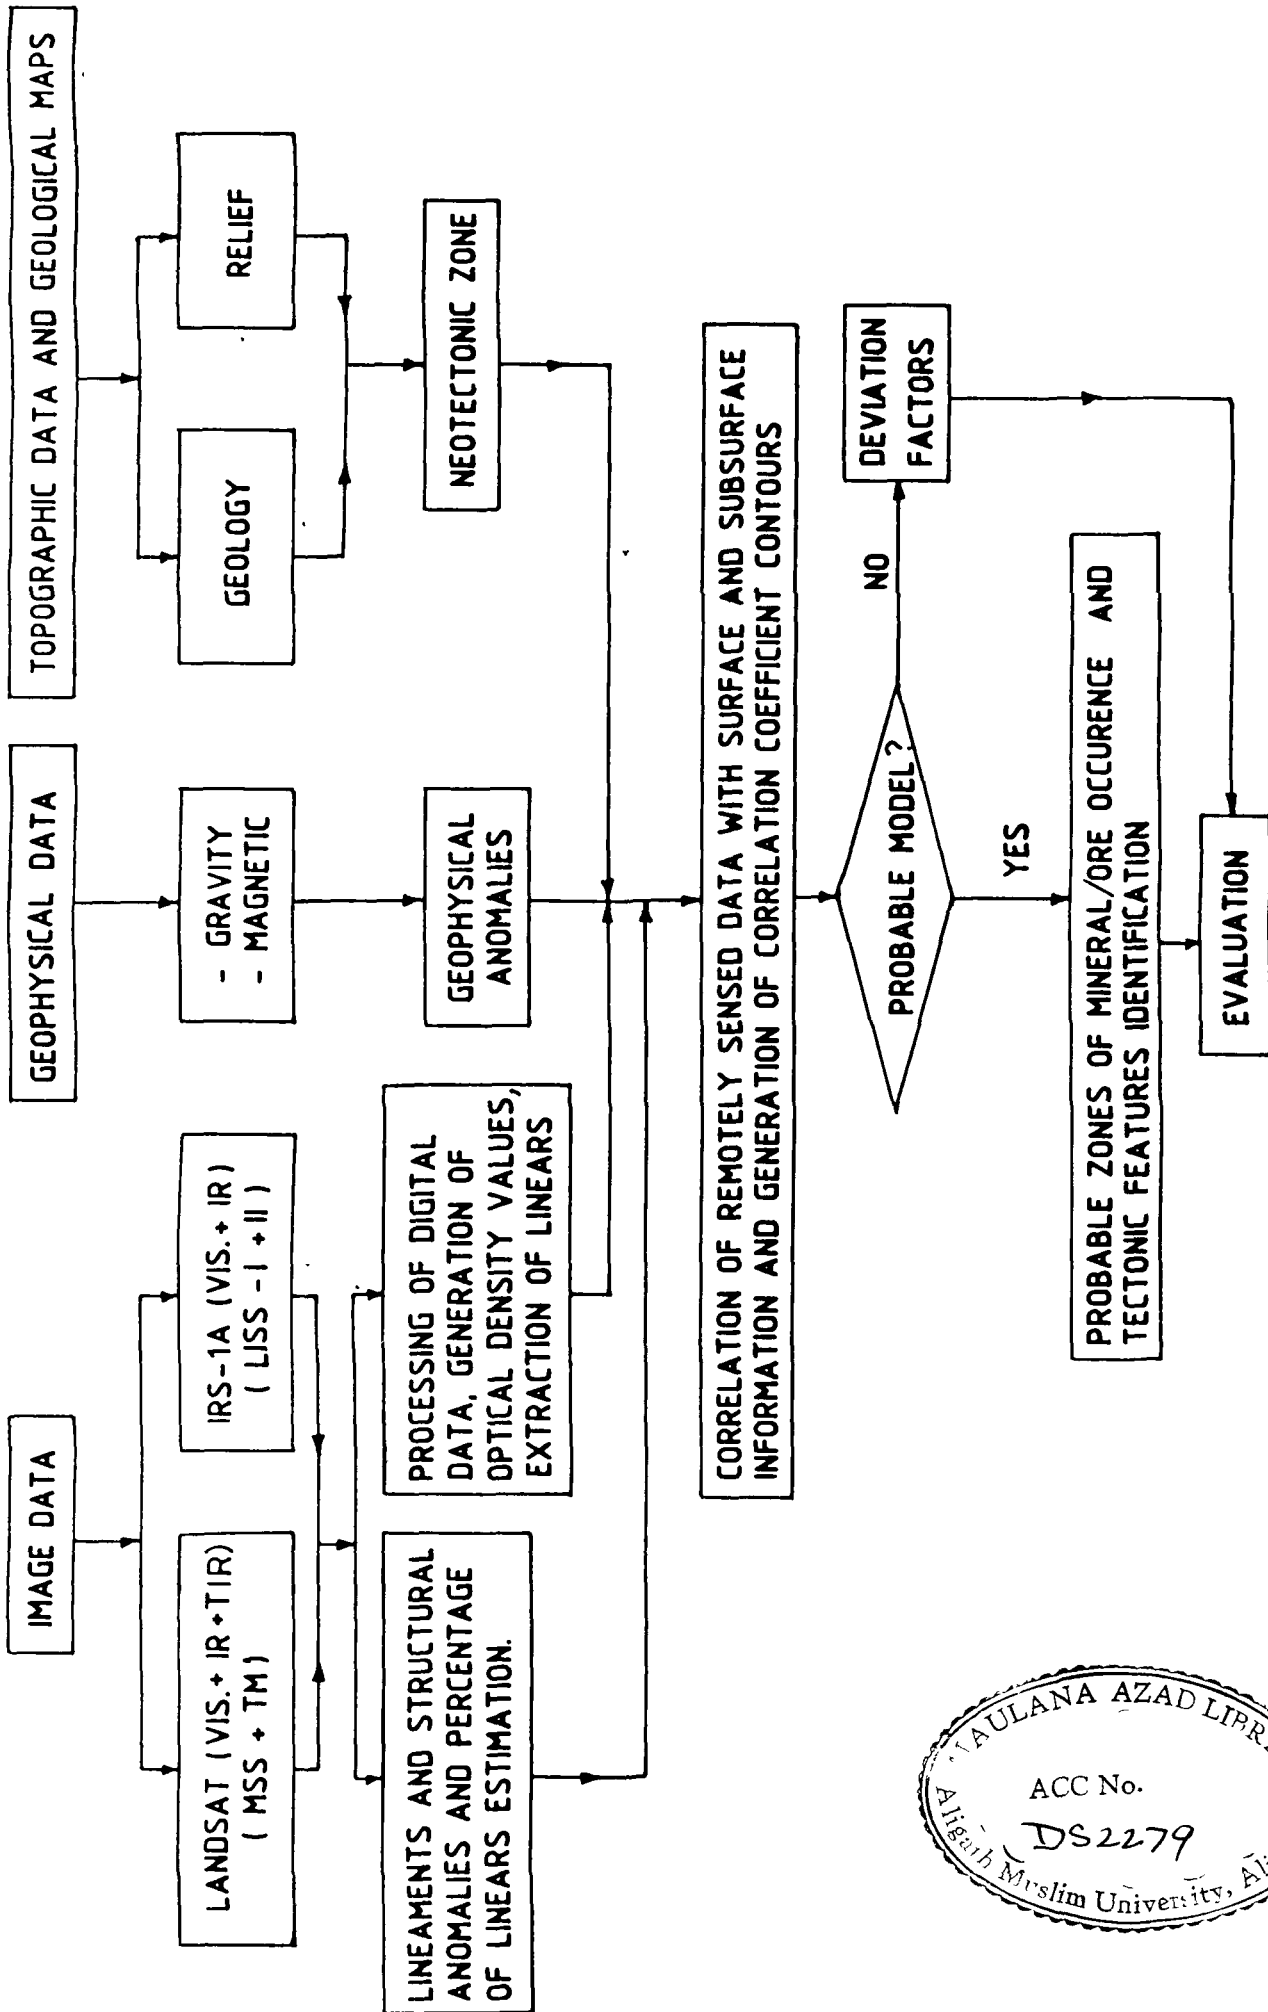 IMAGE DATA
GEOPHYSICAL DATA
TOPOGRAPHIC DATA AND GEOLOGICAL MAPS
LANDSAT (VIS.+ IR +TIR)
( MSS + TM )
IRS-1A (VIS.+ IR)
( LISS - I + II )
- GRAVITY
- MAGNETIC
GEOLOGY
RELIEF
LINEAMENTS AND STRUCTURAL
ANOMALIES AND PERCENTAGE
OF LINEARS ESTIMATION.
PROCESSING OF DIGITAL
DATA, GENERATION OF
OPTICAL DENSITY VALUES,
EXTRACTION OF LINEARS
GEOPHYSICAL
ANOMALIES
NEOTECTONIC ZONE
CORRELATION OF REMOTELY SENSED DATA WITH SURFACE AND SUBSURFACE
INFORMATION AND GENERATION OF CORRELATION COEFFICIENT CONTOURS
PROBABLE MODEL?
NO
DEVIATION
FACTORS
YES
PROBABLE ZONES OF MINERAL/ORE OCCURENCE AND
TECTONIC FEATURES IDENTIFICATION
EVALUATION
AULANA AZAD LIBR
ACC No.
DS2279
Aligarh Muslim University, Ali